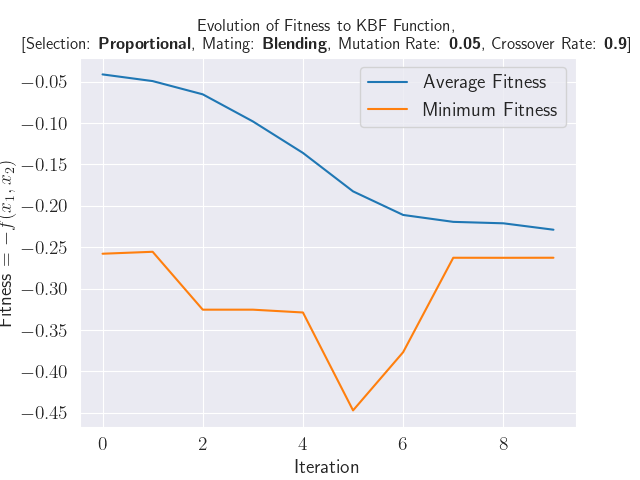 Evolution of Fitness to KBF Function,
[Selection: Proportional, Mating: Blending, Mutation Rate: 0.05, Crossover Rate: 0.9]
Average Fitness
Minimum Fitness
−0.05
−0.10
−0.15
−0.20
−0.25
−0.30
−0.35
−0.40
−0.45
Fitness = −f(x₁, x₂)
0 2 4 6 8
Iteration